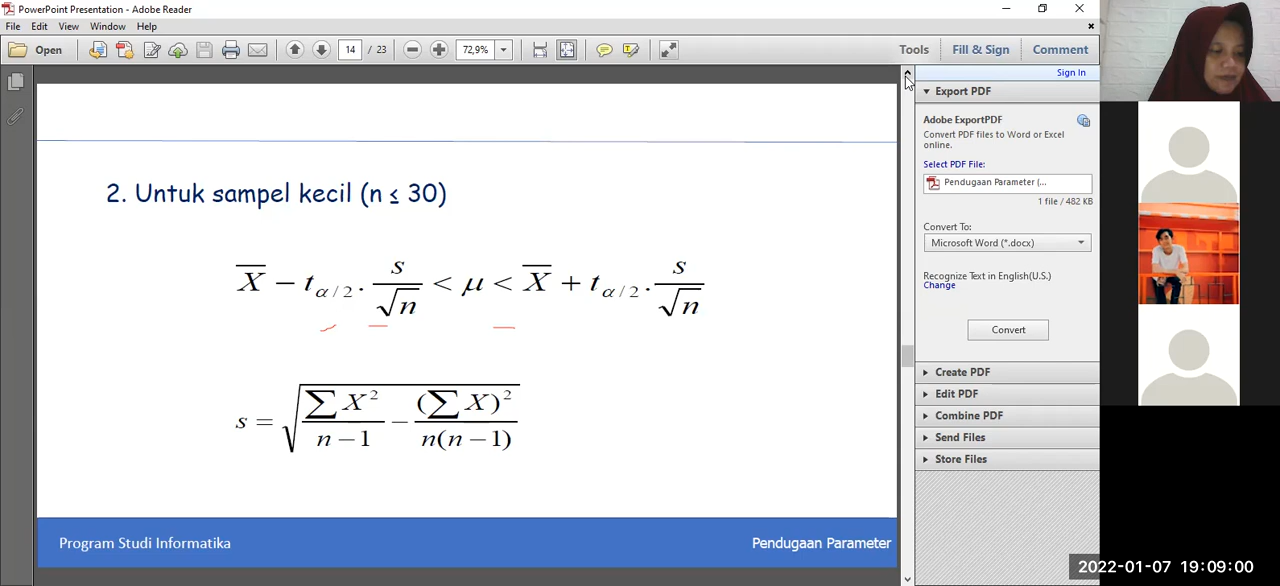 PowerPoint Presentation - Adobe Reader
File Edit View Window Help
Open 14 / 23 72,9% Tools Fill & Sign Comment
Sign In
Export PDF
Adobe ExportPDF
Convert PDF files to Word or Excel
online.
Select PDF File:
Pendugaan Parameter (...
1 file / 482 KB
Convert To:
Microsoft Word (*.docx)
Recognize Text in English(U.S.)
Change
Convert
Create PDF
Edit PDF
Combine PDF
Sign Files
Store Files
2. Untuk sampel kecil (n ≤ 30)
X̅ − t α/2 . s/√n < μ < X̅ + t α/2 . s/√n
s = √(∑X²/(n−1) − (∑X)²/(n(n−1)))
Program Studi Informatika
Pendugaan Parameter
2022-01-07 19:09:00